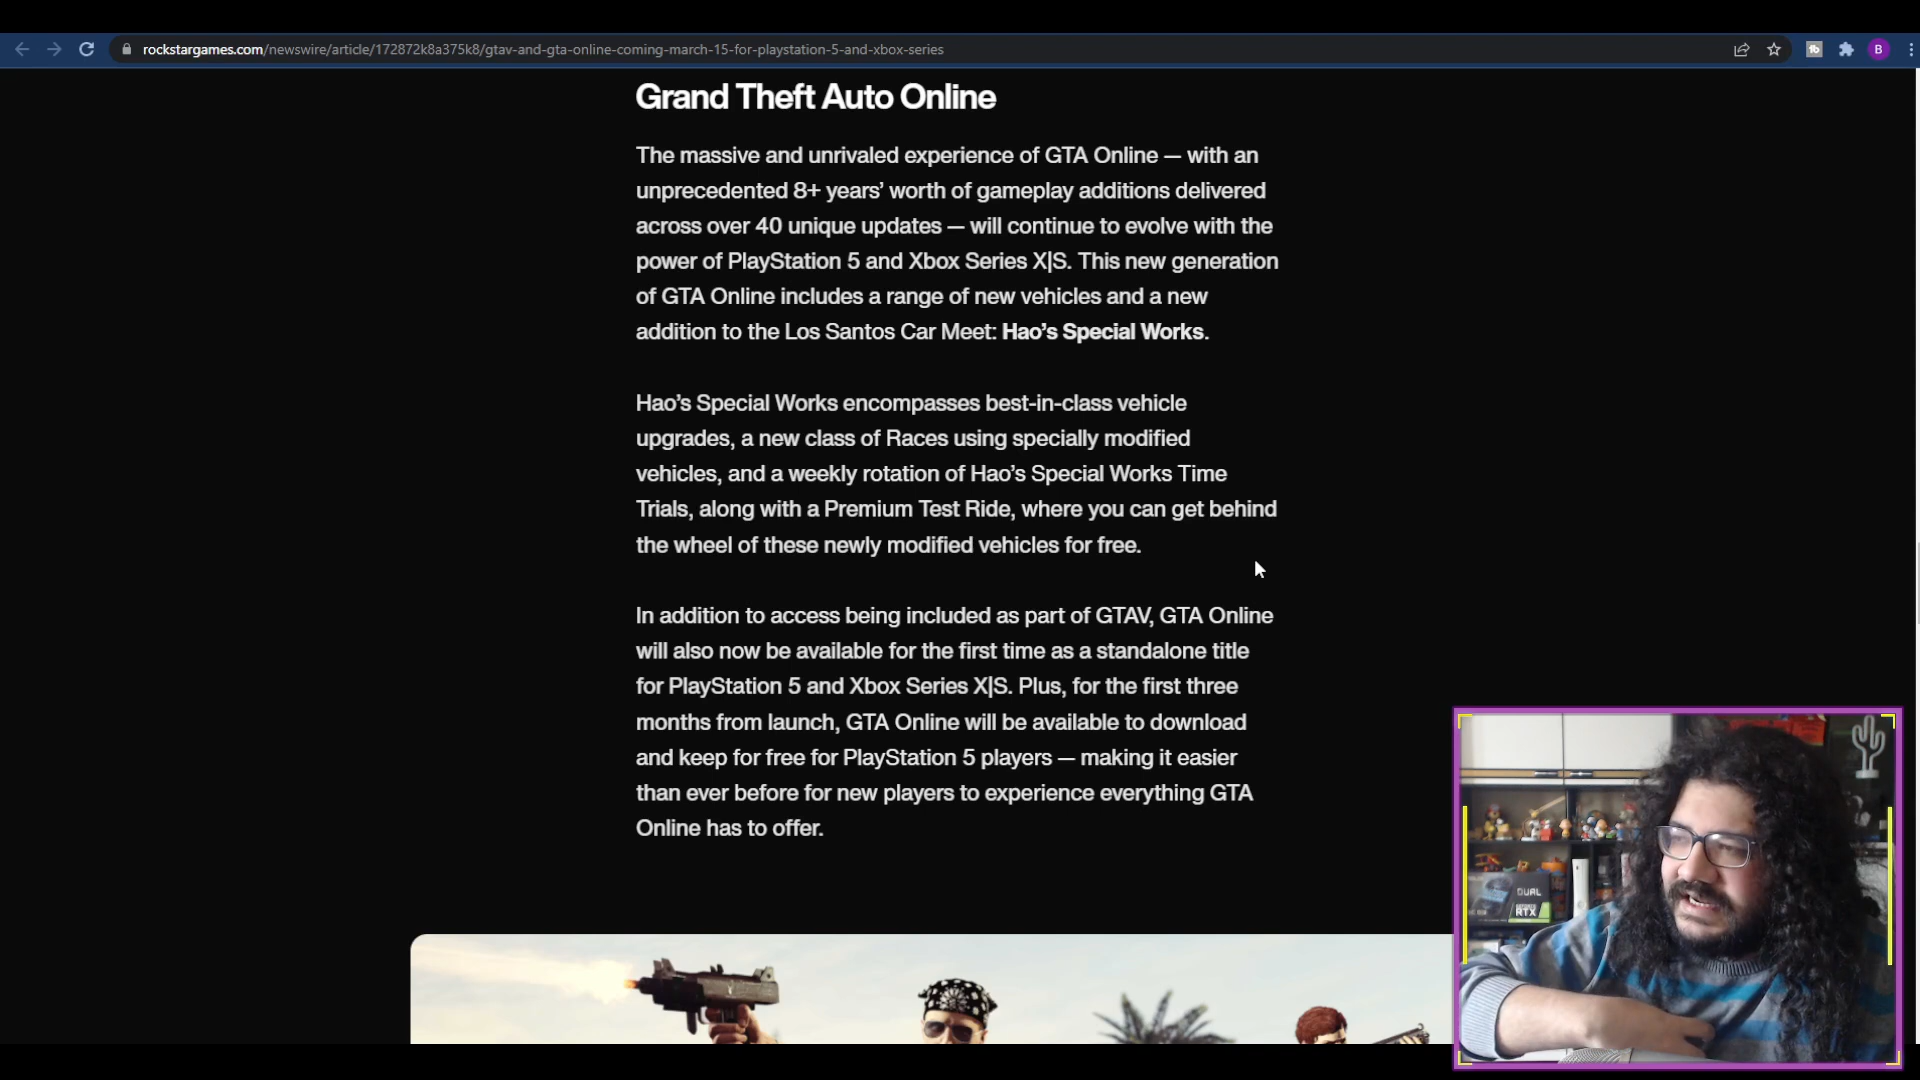 rockstargames.com/newswire/article/172872k8a375k8/gtav-and-gta-online-coming-march-15-for-playstation-5-and-xbox-series
B
Grand Theft Auto Online
The massive and unrivaled experience of GTA Online — with an
unprecedented 8+ years’ worth of gameplay additions delivered
across over 40 unique updates — will continue to evolve with the
power of PlayStation 5 and Xbox Series X|S. This new generation
of GTA Online includes a range of new vehicles and a new
addition to the Los Santos Car Meet: Hao’s Special Works.
Hao’s Special Works encompasses best-in-class vehicle
upgrades, a new class of Races using specially modified
vehicles, and a weekly rotation of Hao’s Special Works Time
Trials, along with a Premium Test Ride, where you can get behind
the wheel of these newly modified vehicles for free.
In addition to access being included as part of GTAV, GTA Online
will also now be available for the first time as a standalone title
for PlayStation 5 and Xbox Series X|S. Plus, for the first three
months from launch, GTA Online will be available to download
and keep for free for PlayStation 5 players — making it easier
than ever before for new players to experience everything GTA
Online has to offer.
DUAL
GEFORCE
RTX